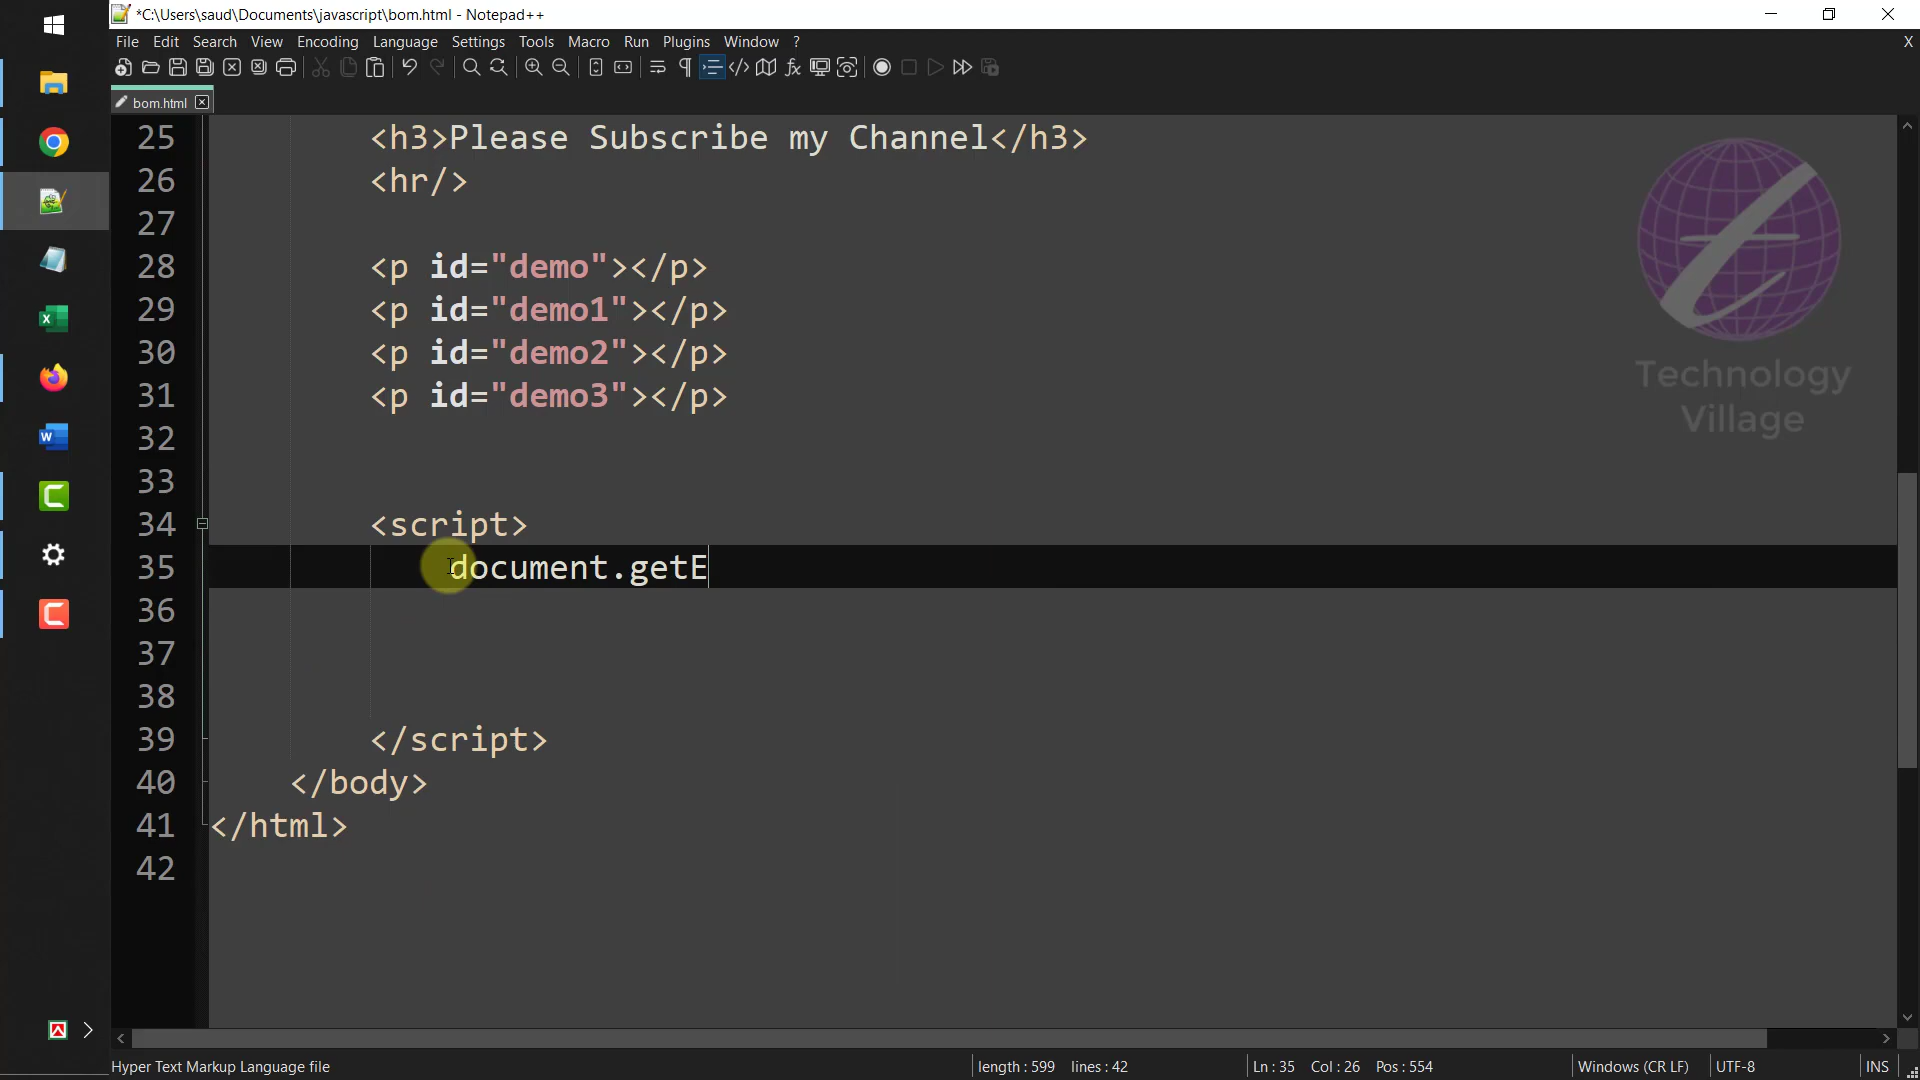 *C:\Users\saud\Documents\javascript\bom.html - Notepad++
File Edit Search View Encoding Language Settings Tools Macro Run Plugins Window ? X
bom.html
25 <h3>Please Subscribe my Channel</h3>
26 <hr/>
27
28 <p id="demo"></p>
29 <p id="demo1"></p>
30 <p id="demo2"></p>
31 <p id="demo3"></p>
32
33
34 <script>
35 document.getE
36
37
38
39 </script>
40 </body>
41 </html>
42
Technology
Village
Hyper Text Markup Language file length : 599 lines : 42 Ln : 35 Col : 26 Pos : 554 Windows (CR LF) UTF-8 INS